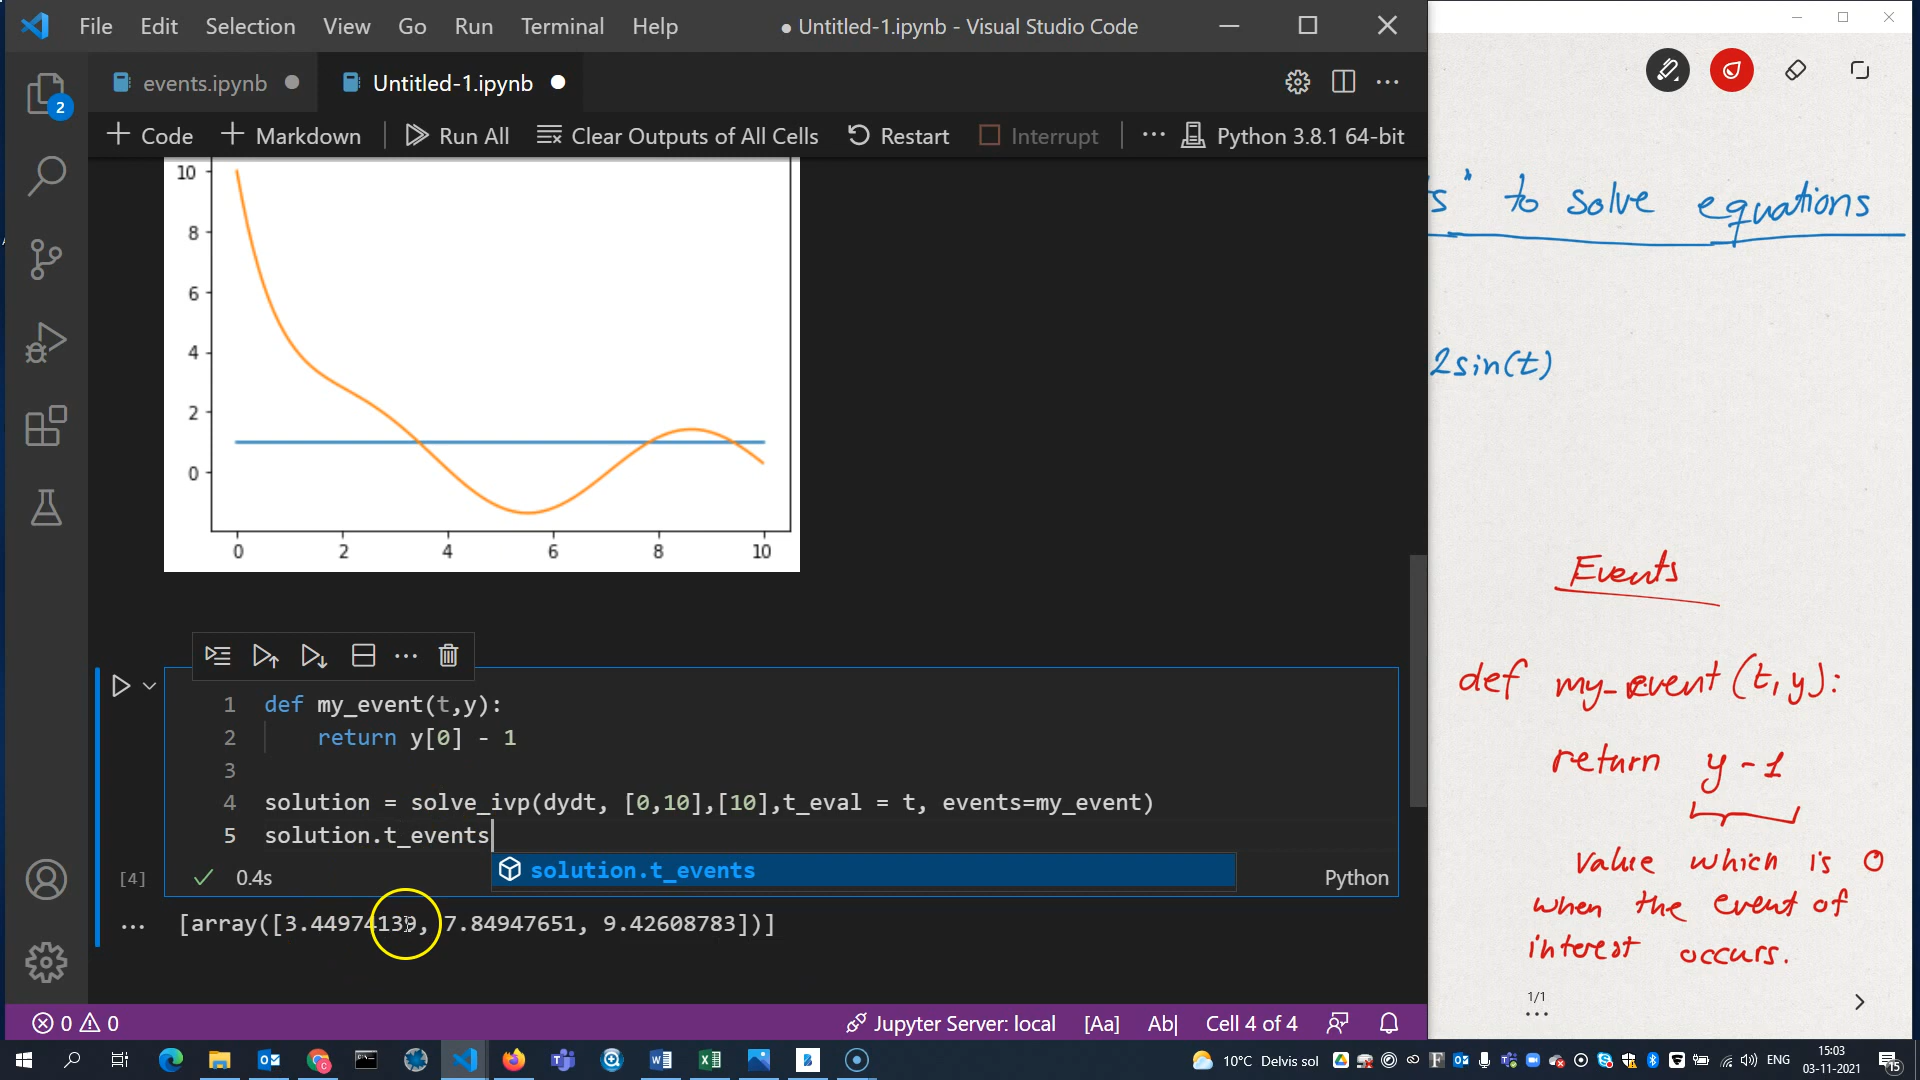 File Edit Selection View Go Run Terminal Help ● Untitled-1.ipynb - Visual Studio Code
events.ipynb ● Untitled-1.ipynb ●
+ Code + Markdown Run All Clear Outputs of All Cells Restart Interrupt ... Python 3.8.1 64-bit
2
10
8
6
4
2
0
0 2 4 6 8 10
1 def my_event(t,y):
2 return y[0] - 1
3
4 solution = solve_ivp(dydt, [0,10],[10],t_eval = t, events=my_event)
5 solution.t_events
solution.t_events
[4] 0.4s Python
[array([3.44974139, 7.84947651, 9.42608783])]
0 0 Jupyter Server: local [Aa] Ab| Cell 4 of 4
s" to solve equations
2sin(t)
Events
def my_event(t,y):
return y-1
Value which is 0
when the event of
interest occurs.
1/1
10°C Delvis sol ENG 15:03
03-11-2021
15